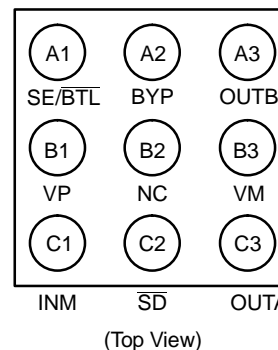 A1 A2 A3
SE/BTL BYP OUTB
B1 B2 B3
VP NC VM
C1 C2 C3
INM SD OUTA
(Top View)